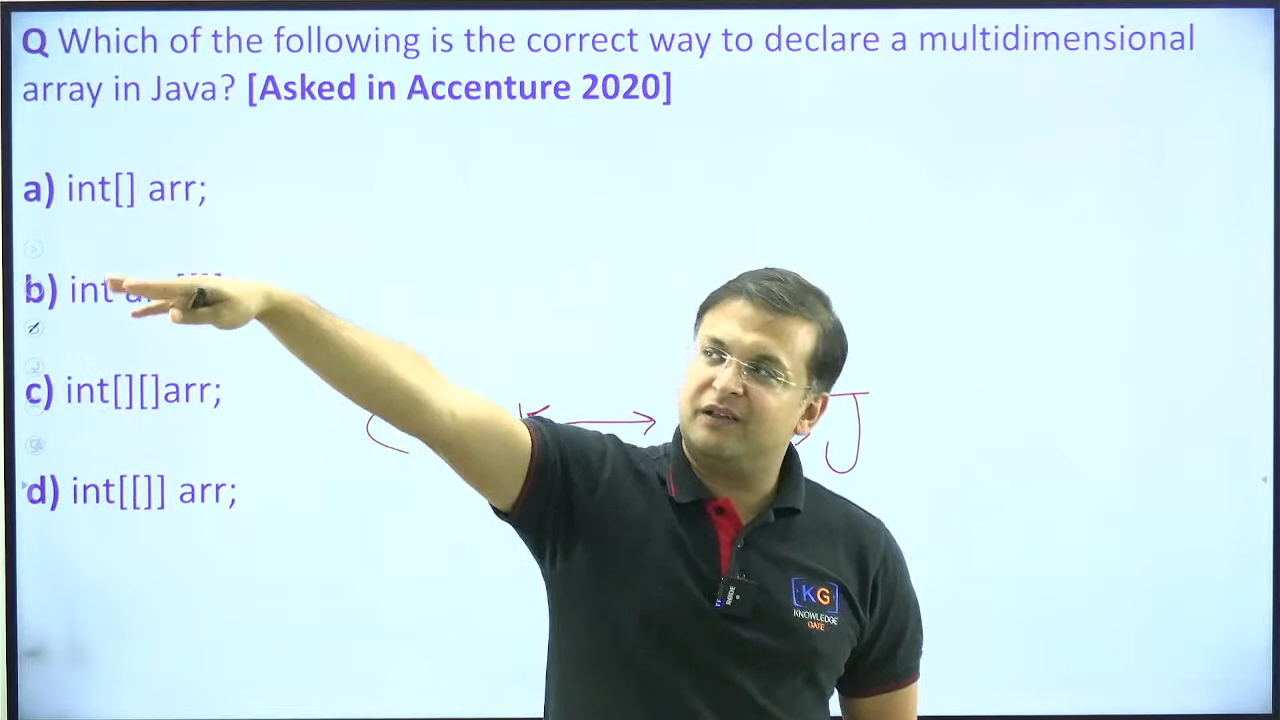 Q Which of the following is the correct way to declare a multidimensional
array in Java? [Asked in Accenture 2020]
a) int[] arr;
b) int
c) int[][]arr;
d) int[[]] arr;
J
KG
KNOWLEDGE
GATE